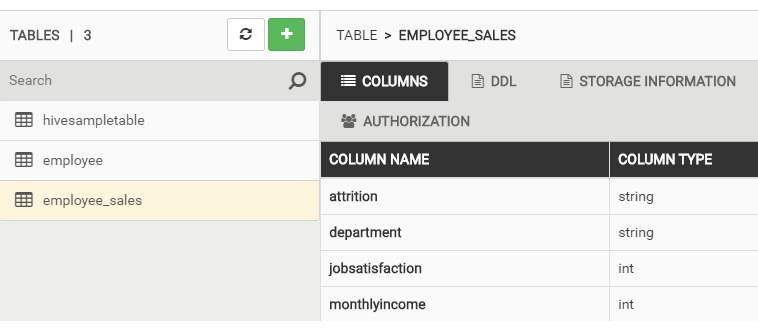 TABLES | 3
Search
hivesampletable
employee
employee_sales
TABLE > EMPLOYEE_SALES
COLUMNS
DDL
STORAGE INFORMATION
AUTHORIZATION
COLUMN NAME COLUMN TYPE
attrition string
department string
jobsatisfaction int
monthlyincome int